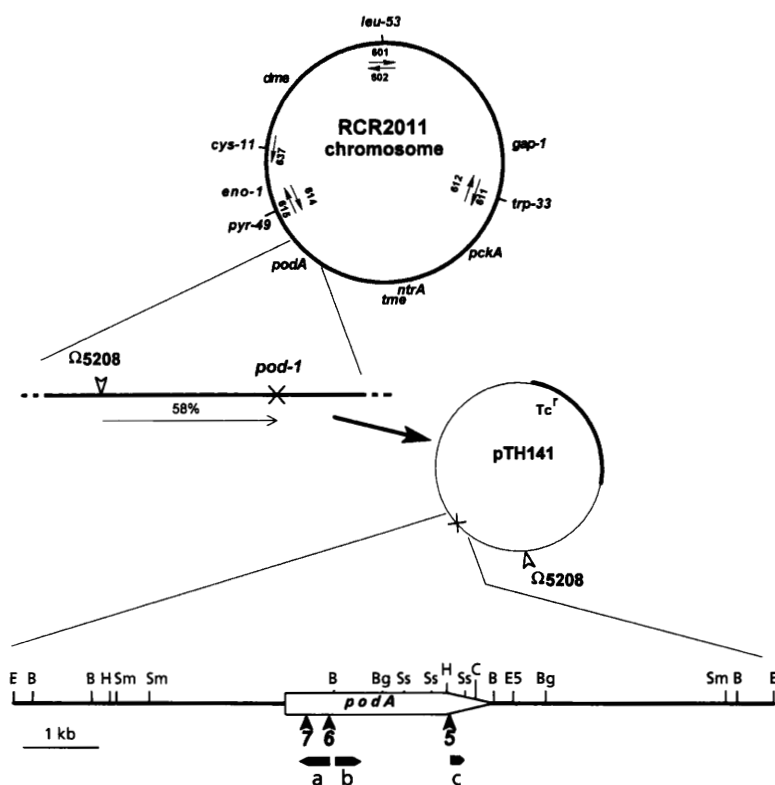 leu-53
601
602
dme
RCR2011
chromosome
gap-1
cys-11
637
eno-1
614
615
612
611
trp-33
pyr-49
podA
pckA
ntrA
tme
Ω5208
pod-1
58%
Tcr
pTH141
Ω5208
E B B H Sm Sm B Bg Ss Ss H Ss C B E5 Bg Sm B E
podA
1 kb
7 6 5
a b c